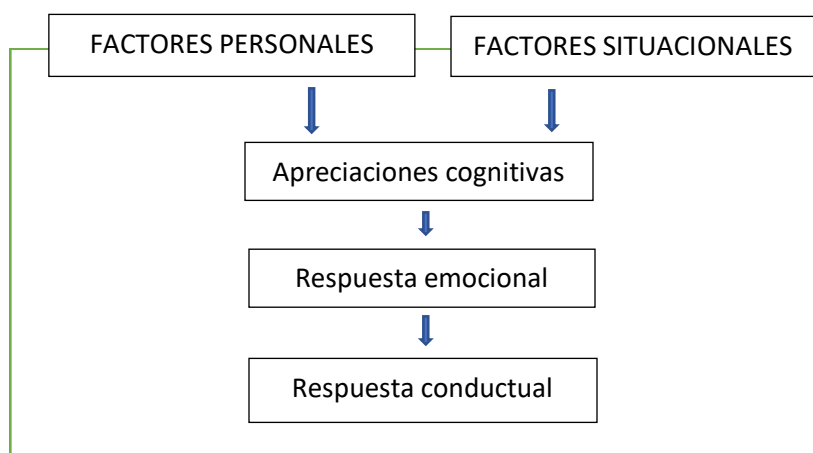 FACTORES PERSONALES
FACTORES SITUACIONALES
Apreciaciones cognitivas
Respuesta emocional
Respuesta conductual